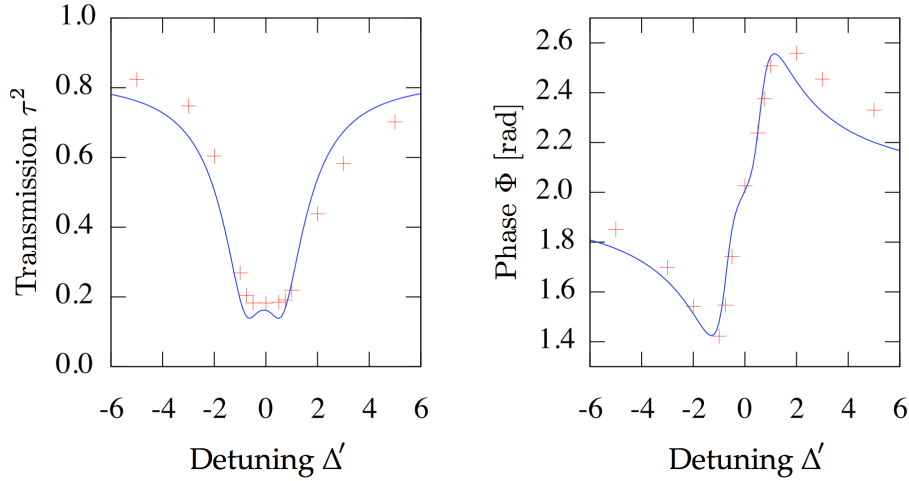 Transmission τ²
1.0
0.8
0.6
0.4
0.2
0.0
-6 -4 -2 0 2 4 6
Detuning Δ′
Phase Φ [rad]
2.6
2.4
2.2
2.0
1.8
1.6
1.4
-6 -4 -2 0 2 4 6
Detuning Δ′